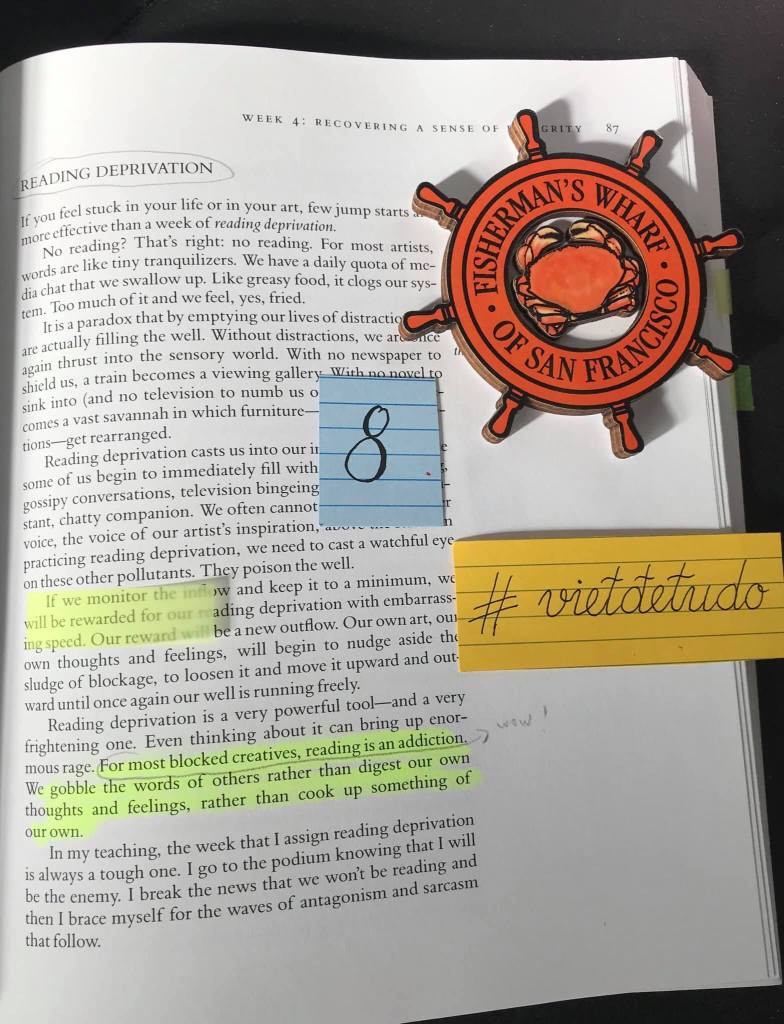 WEEK 4: RECOVERING A SENSE OF GRITY 87
READING DEPRIVATION
If you feel stuck in your life or in your art, few jump starts
more effective than a week of reading deprivation.
No reading? That's right: no reading. For most artists,
words are like tiny tranquilizers. We have a daily quota of me-
dia chat that we swallow up. Like greasy food, it clogs our sys-
tem. Too much of it and we feel, yes, fried.
It is a paradox that by emptying our lives of distractio
are actually filling the well. Without distractions, we are once
again thrust into the sensory world. With no newspaper to
shield us, a train becomes a viewing gallery. With no novel to
sink into (and no television to numb us o
comes a vast savannah in which furniture—
tions—get rearranged.
Reading deprivation casts us into our i
some of us begin to immediately fill with
gossipy conversations, television bingeing
stant, chatty companion. We often cannot
voice, the voice of our artist's inspiration,
practicing reading deprivation, we need to cast a watchful eye
on these other pollutants. They poison the well.
If we monitor the inflow and keep it to a minimum, we
will be rewarded for our reading deprivation with embarrass-
ing speed. Our reward will be a new outflow. Our own art, our
own thoughts and feelings, will begin to nudge aside the
sludge of blockage, to loosen it and move it upward and out-
ward until once again our well is running freely.
Reading deprivation is a very powerful tool—and a very
frightening one. Even thinking about it can bring up enor-
mous rage. For most blocked creatives, reading is an addiction.
We gobble the words of others rather than digest our own
thoughts and feelings, rather than cook up something of
our own.
In my teaching, the week that I assign reading deprivation
is always a tough one. I go to the podium knowing that I will
be the enemy. I break the news that we won't be reading and
then I brace myself for the waves of antagonism and sarcasm
that follow.
wow!
FISHERMAN'S WHARF
• OF SAN FRANCISCO •
8
# vietdetudo